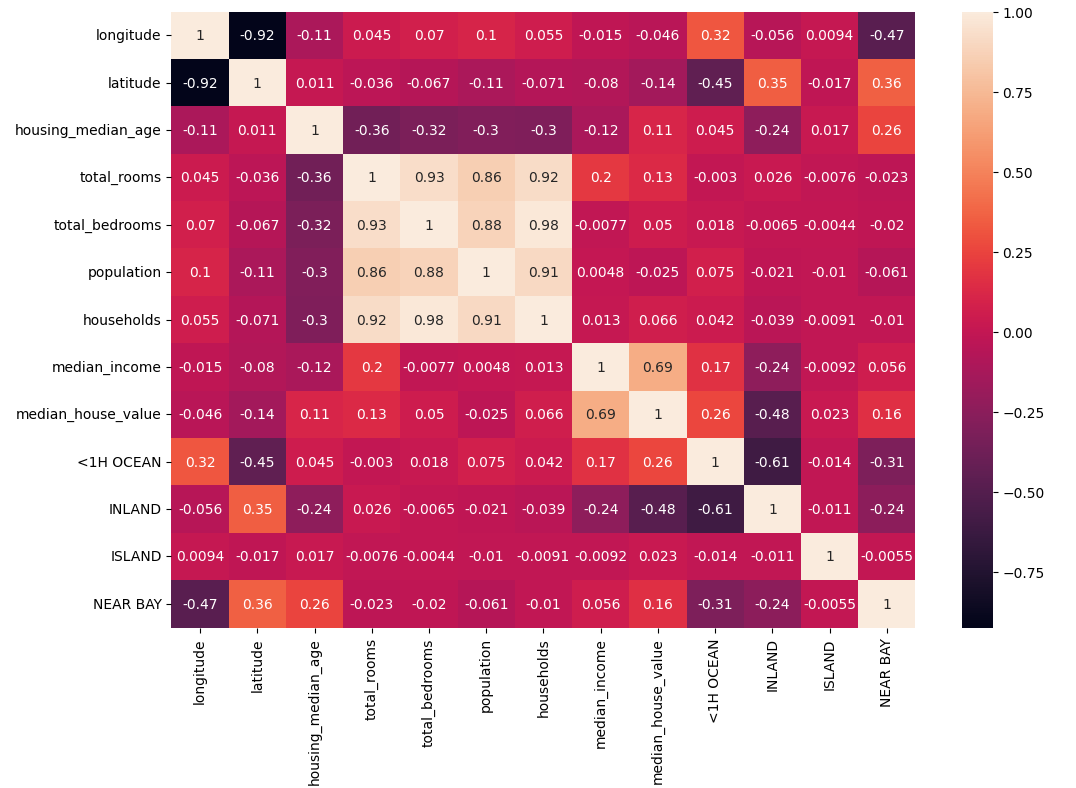 longitude 1 -0.92 -0.11 0.045 0.07 0.1 0.055 -0.015 -0.046 0.32 -0.056 0.0094 -0.47
latitude -0.92 1 0.011 -0.036 -0.067 -0.11 -0.071 -0.08 -0.14 -0.45 0.35 -0.017 0.36
housing_median_age -0.11 0.011 1 -0.36 -0.32 -0.3 -0.3 -0.12 0.11 0.045 -0.24 0.017 0.26
total_rooms 0.045 -0.036 -0.36 1 0.93 0.86 0.92 0.2 0.13 -0.003 0.026 -0.0076 -0.023
total_bedrooms 0.07 -0.067 -0.32 0.93 1 0.88 0.98 -0.0077 0.05 0.018 -0.0065 -0.0044 -0.02
population 0.1 -0.11 -0.3 0.86 0.88 1 0.91 0.0048 -0.025 0.075 -0.021 -0.01 -0.061
households 0.055 -0.071 -0.3 0.92 0.98 0.91 1 0.013 0.066 0.042 -0.039 -0.0091 -0.01
median_income -0.015 -0.08 -0.12 0.2 -0.0077 0.0048 0.013 1 0.69 0.17 -0.24 -0.0092 0.056
median_house_value -0.046 -0.14 0.11 0.13 0.05 -0.025 0.066 0.69 1 0.26 -0.48 0.023 0.16
<1H OCEAN 0.32 -0.45 0.045 -0.003 0.018 0.075 0.042 0.17 0.26 1 -0.61 -0.014 -0.31
INLAND -0.056 0.35 -0.24 0.026 -0.0065 -0.021 -0.039 -0.24 -0.48 -0.61 1 -0.011 -0.24
ISLAND 0.0094 -0.017 0.017 -0.0076 -0.0044 -0.01 -0.0091 -0.0092 0.023 -0.014 -0.011 1 -0.0055
NEAR BAY -0.47 0.36 0.26 -0.023 -0.02 -0.061 -0.01 0.056 0.16 -0.31 -0.24 -0.0055 1
longitude
latitude
housing_median_age
total_rooms
total_bedrooms
population
households
median_income
median_house_value
<1H OCEAN
INLAND
ISLAND
NEAR BAY
1.00
0.75
0.50
0.25
0.00
−0.25
−0.50
−0.75